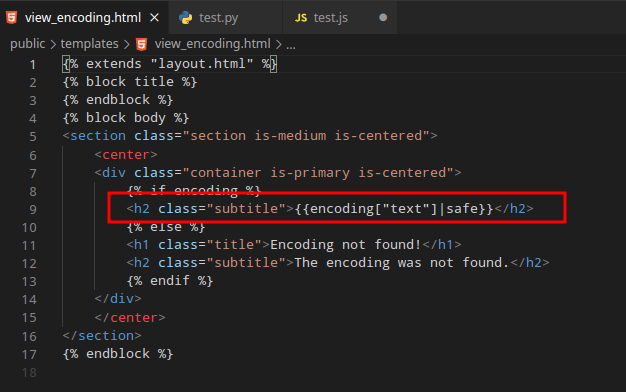 view_encoding.html × test.py JS test.js
public > templates > view_encoding.html > ...
1 {% extends "layout.html" %}
2 {% block title %}
3 {% endblock %}
4 {% block body %}
5 <section class="section is-medium is-centered">
6 <center>
7 <div class="container is-primary is-centered">
8 {% if encoding %}
9 <h2 class="subtitle">{{encoding["text"]|safe}}</h2>
10 {% else %}
11 <h1 class="title">Encoding not found!</h1>
12 <h2 class="subtitle">The encoding was not found.</h2>
13 {% endif %}
14 </div>
15 </center>
16 </section>
17 {% endblock %}
18